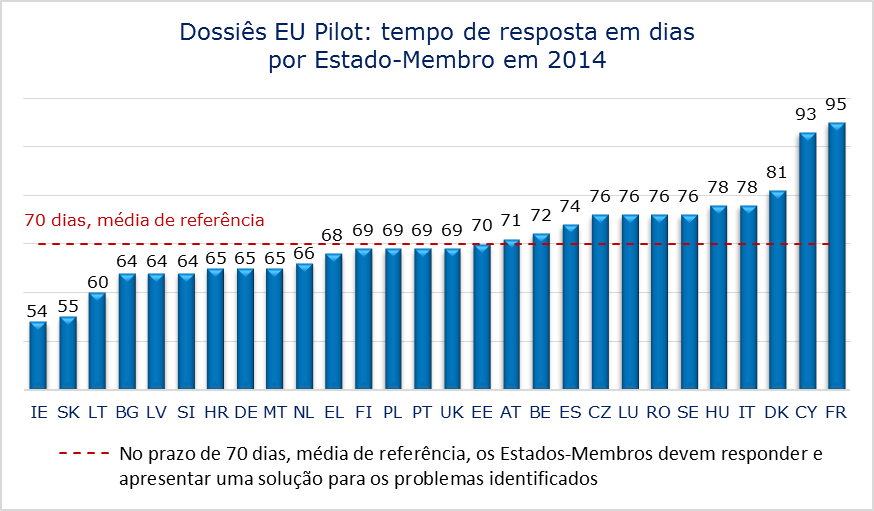 Dossiês EU Pilot: tempo de resposta em dias
por Estado-Membro em 2014
70 dias, média de referência
54 55 60 64 64 64 65 65 65 66 68 69 69 69 69 70 71 72 74 76 76 76 76 78 78 81 93 95
IE SK LT BG LV SI HR DE MT NL EL FI PL PT UK EE AT BE ES CZ LU RO SE HU IT DK CY FR
No prazo de 70 dias, média de referência, os Estados-Membros devem responder e
apresentar uma solução para os problemas identificados